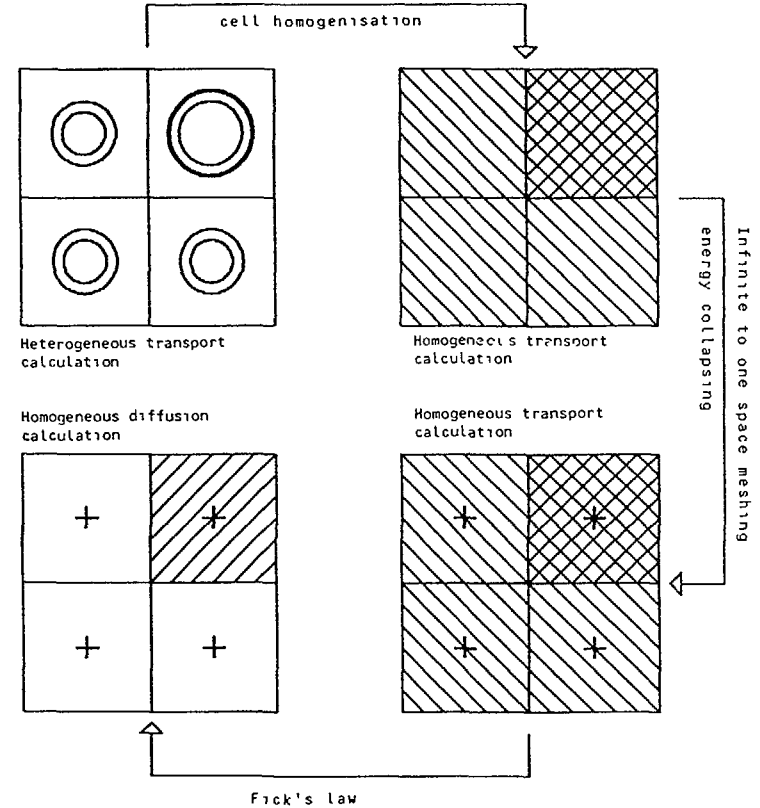 cell homogenisation
Heterogeneous transport
calculation
Homogeneous transport
calculation
Infinite to one space meshing
energy collapsing
Homogeneous diffusion
calculation
Homogeneous transport
calculation
Fick's law